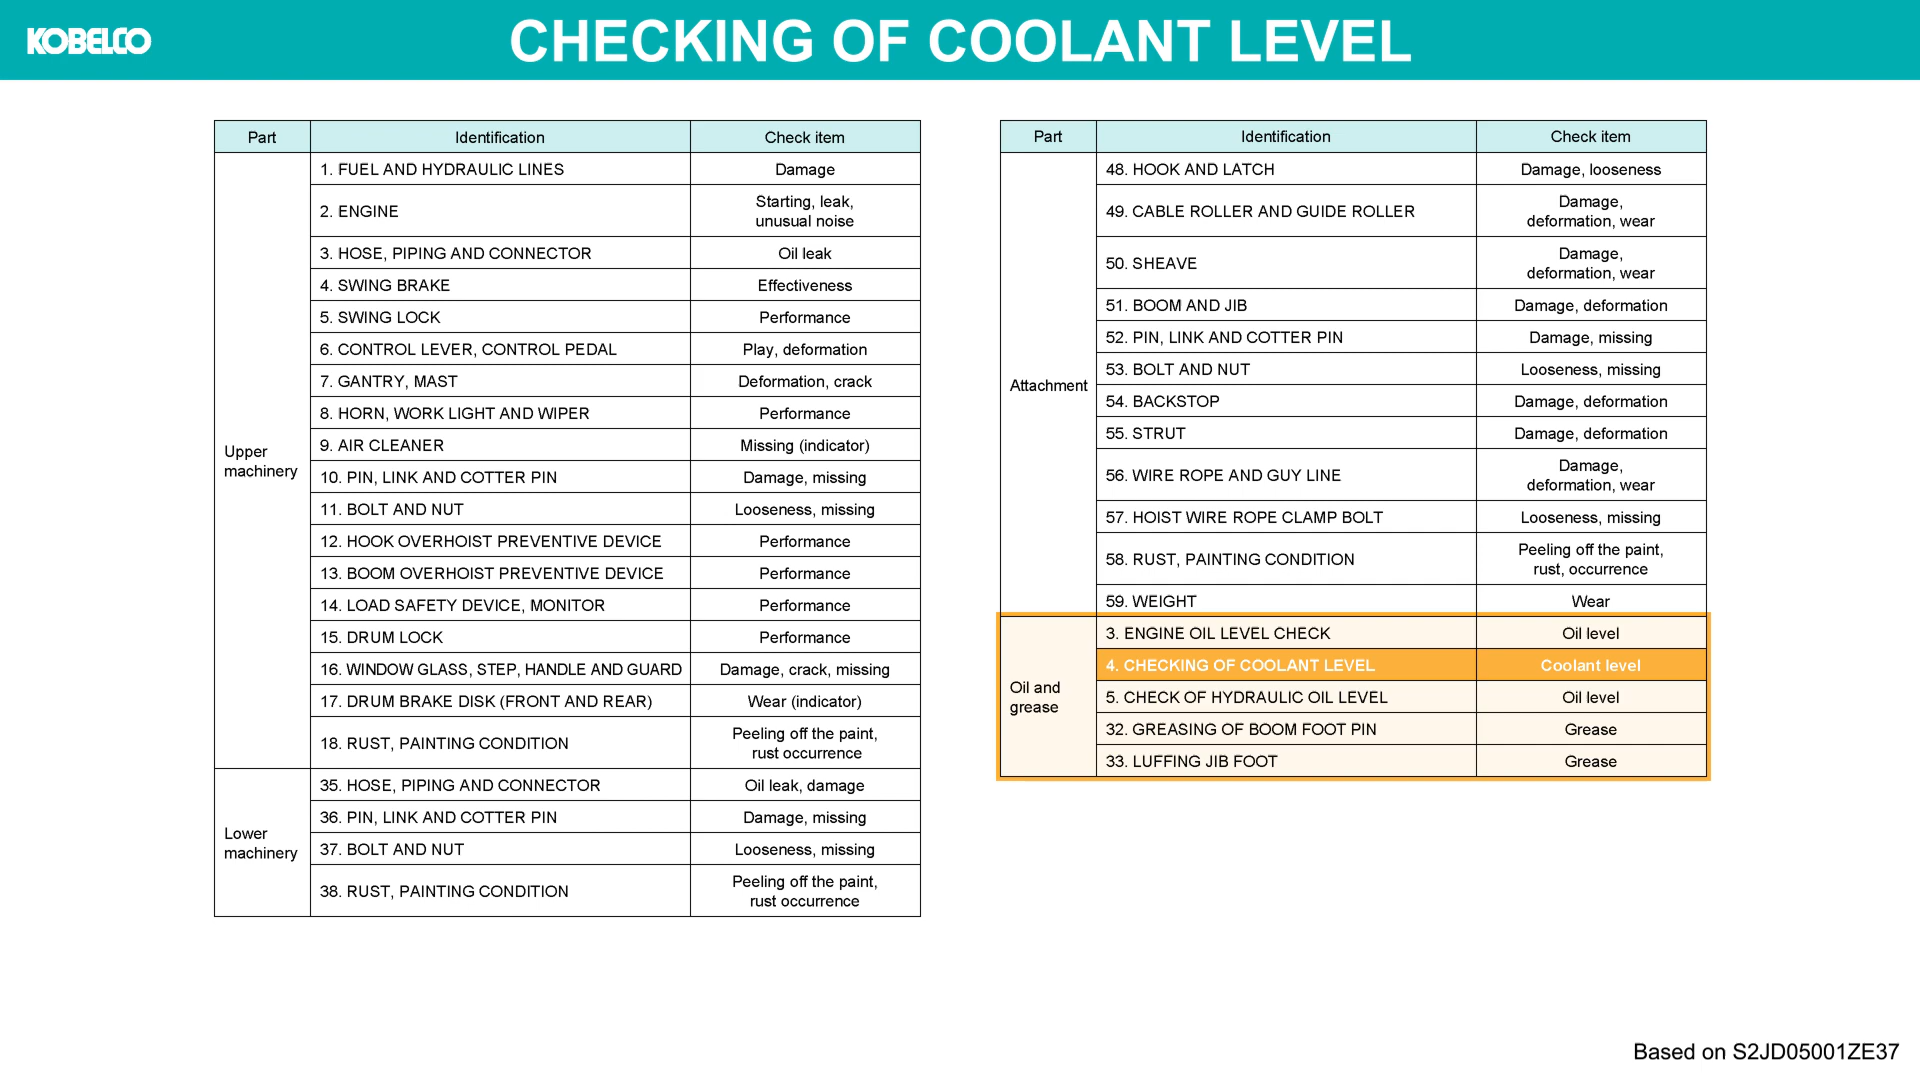 KOBELCO
CHECKING OF COOLANT LEVEL
Part Identification Check item
Upper machinery
1. FUEL AND HYDRAULIC LINES Damage
2. ENGINE Starting, leak, unusual noise
3. HOSE, PIPING AND CONNECTOR Oil leak
4. SWING BRAKE Effectiveness
5. SWING LOCK Performance
6. CONTROL LEVER, CONTROL PEDAL Play, deformation
7. GANTRY, MAST Deformation, crack
8. HORN, WORK LIGHT AND WIPER Performance
9. AIR CLEANER Missing (indicator)
10. PIN, LINK AND COTTER PIN Damage, missing
11. BOLT AND NUT Looseness, missing
12. HOOK OVERHOIST PREVENTIVE DEVICE Performance
13. BOOM OVERHOIST PREVENTIVE DEVICE Performance
14. LOAD SAFETY DEVICE, MONITOR Performance
15. DRUM LOCK Performance
16. WINDOW GLASS, STEP, HANDLE AND GUARD Damage, crack, missing
17. DRUM BRAKE DISK (FRONT AND REAR) Wear (indicator)
18. RUST, PAINTING CONDITION Peeling off the paint, rust occurrence
Lower machinery
35. HOSE, PIPING AND CONNECTOR Oil leak, damage
36. PIN, LINK AND COTTER PIN Damage, missing
37. BOLT AND NUT Looseness, missing
38. RUST, PAINTING CONDITION Peeling off the paint, rust occurrence
Part Identification Check item
Attachment
48. HOOK AND LATCH Damage, looseness
49. CABLE ROLLER AND GUIDE ROLLER Damage, deformation, wear
50. SHEAVE Damage, deformation, wear
51. BOOM AND JIB Damage, deformation
52. PIN, LINK AND COTTER PIN Damage, missing
53. BOLT AND NUT Looseness, missing
54. BACKSTOP Damage, deformation
55. STRUT Damage, deformation
56. WIRE ROPE AND GUY LINE Damage, deformation, wear
57. HOIST WIRE ROPE CLAMP BOLT Looseness, missing
58. RUST, PAINTING CONDITION Peeling off the paint, rust, occurrence
59. WEIGHT Wear
Oil and grease
3. ENGINE OIL LEVEL CHECK Oil level
4. CHECKING OF COOLANT LEVEL Coolant level
5. CHECK OF HYDRAULIC OIL LEVEL Oil level
32. GREASING OF BOOM FOOT PIN Grease
33. LUFFING JIB FOOT Grease
Based on S2JD05001ZE37